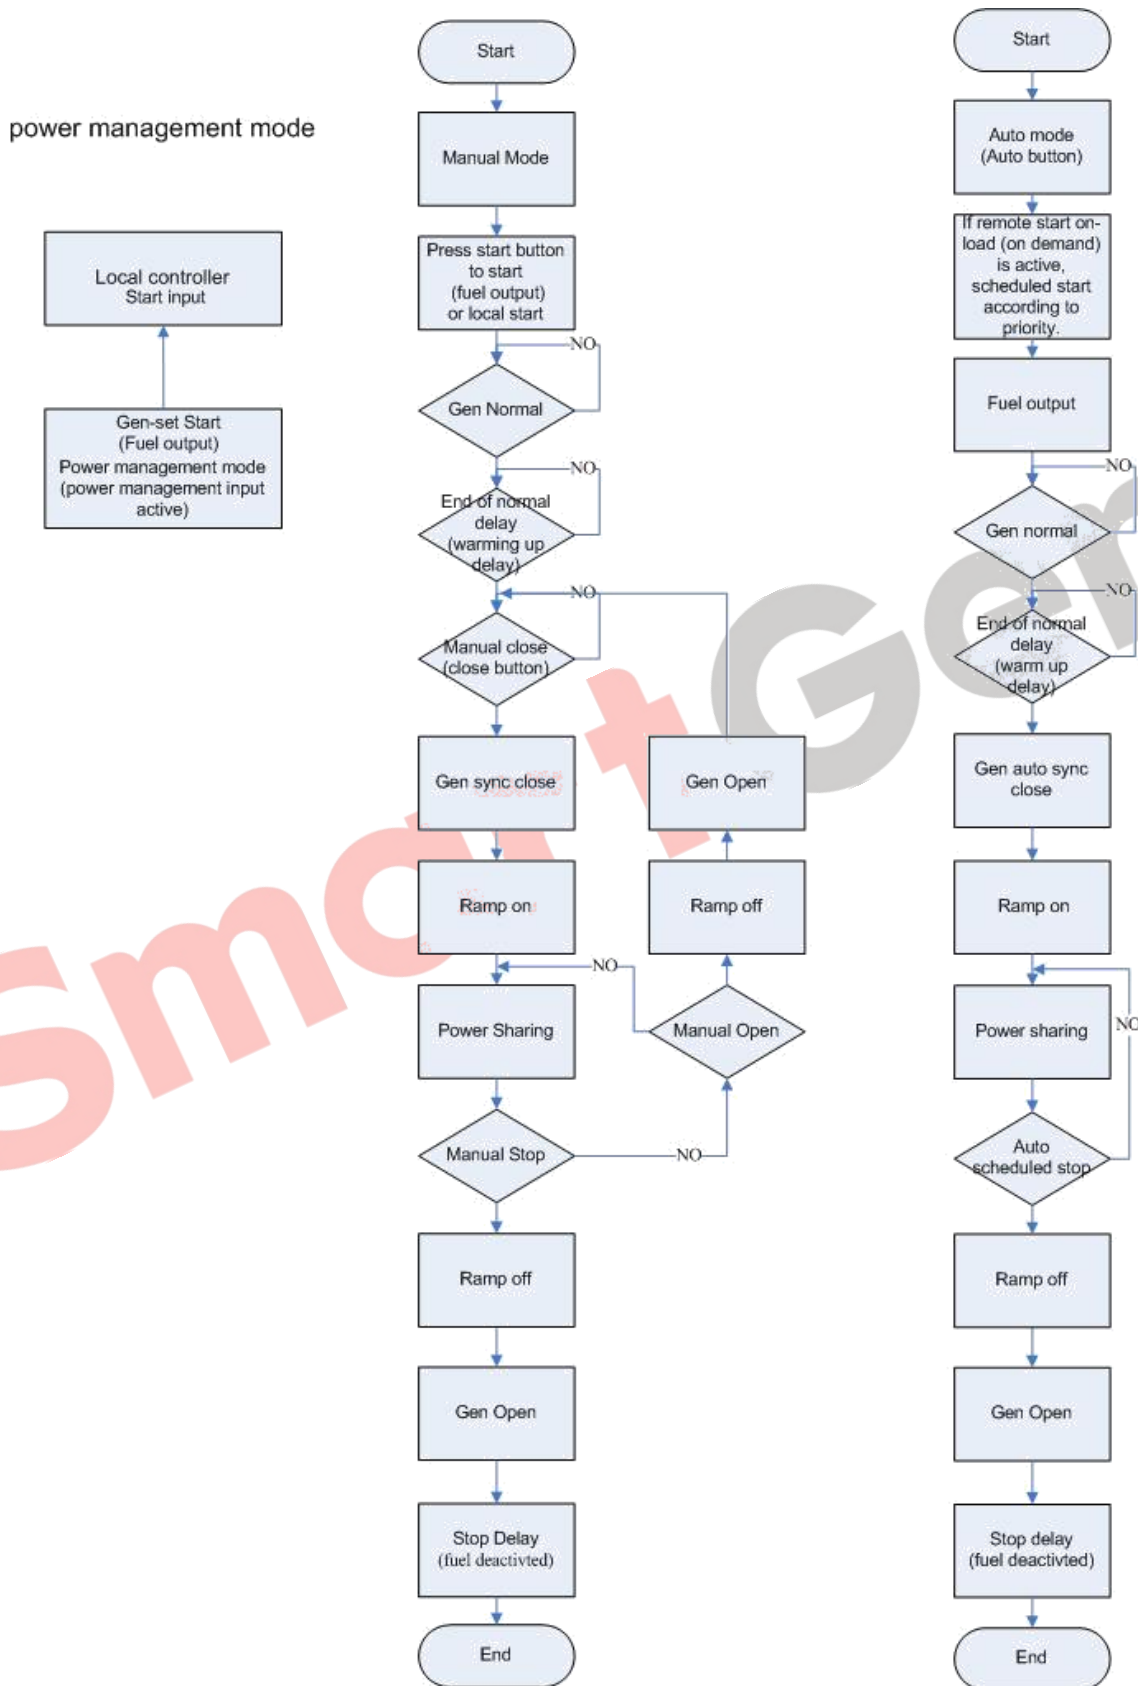 power management mode
Local controller
Start input
Gen-set Start
(Fuel output)
Power management mode
(power management input
active)
Start
Manual Mode
Press start button
to start
(fuel output)
or local start
NO
Gen Normal
NO
End of normal
delay
(warming up
delay)
NO
Manual close
(close button)
Gen sync close
Gen Open
Ramp on
Ramp off
NO
Power Sharing
Manual Open
Manual Stop
NO
Ramp off
Gen Open
Stop Delay
(fuel deactivted)
End
Start
Auto mode
(Auto button)
If remote start on-
load (on demand)
is active,
scheduled start
according to
priority.
Fuel output
NO
Gen normal
NO
End of normal
delay
(warm up
delay)
Gen auto sync
close
Ramp on
Power sharing
NO
Auto
scheduled stop
Ramp off
Gen Open
Stop delay
(fuel deactivted)
End
SmartGen